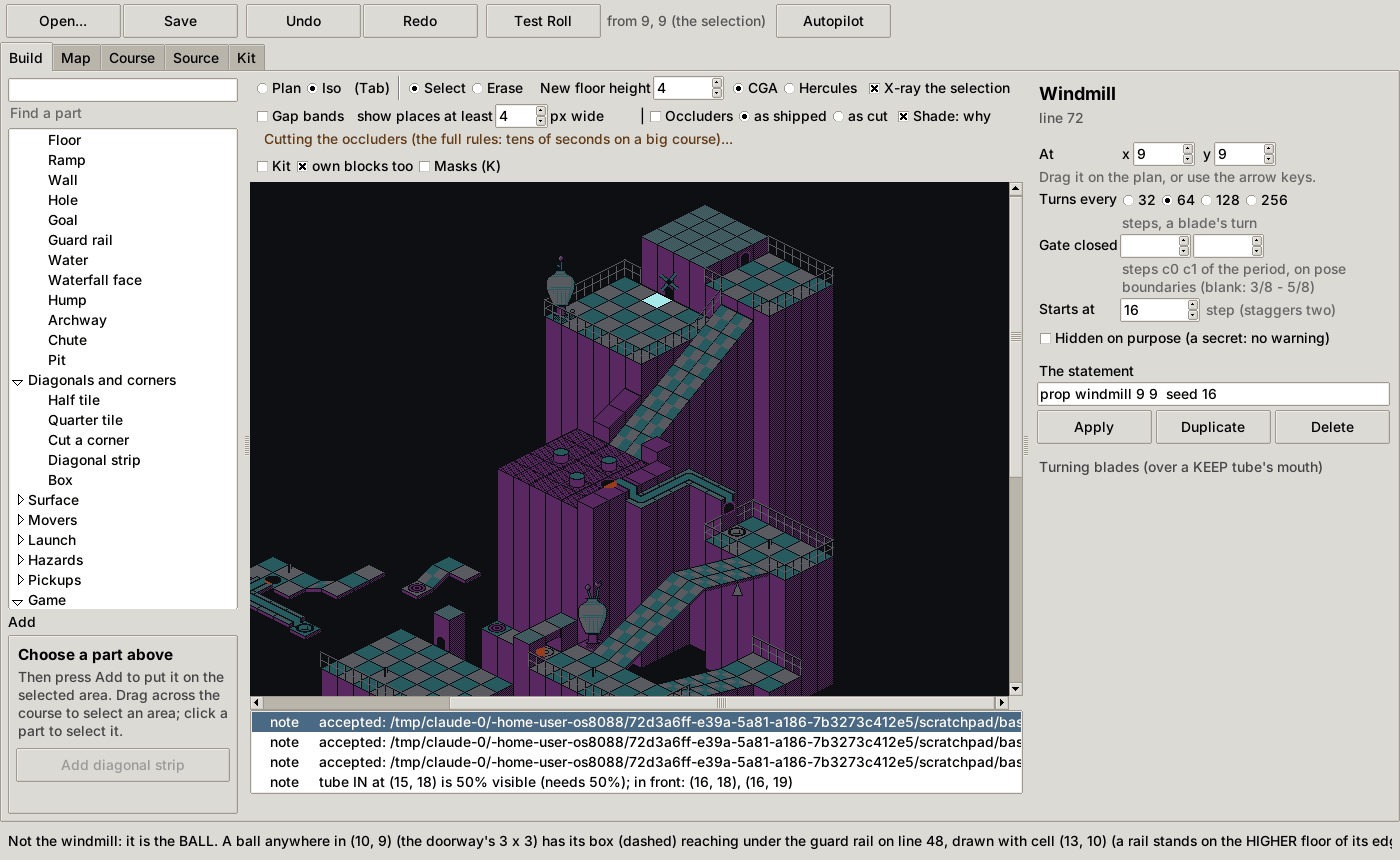 Open... Save Undo Redo Test Roll from 9, 9 (the selection) Autopilot
Build Map Course Source Kit
Find a part
Floor
Ramp
Wall
Hole
Goal
Guard rail
Water
Waterfall face
Hump
Archway
Chute
Pit
Diagonals and corners
Half tile
Quarter tile
Cut a corner
Diagonal strip
Box
Surface
Movers
Launch
Hazards
Pickups
Game
Add
Choose a part above
Then press Add to put it on the
selected area. Drag across the
course to select an area; click a
part to select it.
Add diagonal strip
Plan Iso (Tab) Select Erase New floor height 4 CGA Hercules X-ray the selection
Gap bands show places at least 4 px wide Occluders as shipped as cut Shade: why
Cutting the occluders (the full rules: tens of seconds on a big course)...
Kit own blocks too Masks (K)
note accepted: /tmp/claude-0/-home-user-os8088/72d3a6ff-e39a-5a81-a186-7b3273c412e5/scratchpad/bas
note accepted: /tmp/claude-0/-home-user-os8088/72d3a6ff-e39a-5a81-a186-7b3273c412e5/scratchpad/bas
note accepted: /tmp/claude-0/-home-user-os8088/72d3a6ff-e39a-5a81-a186-7b3273c412e5/scratchpad/bas
note tube IN at (15, 18) is 50% visible (needs 50%); in front: (16, 18), (16, 19)
Windmill
line 72
At x 9 y 9
Drag it on the plan, or use the arrow keys.
Turns every 32 64 128 256
steps, a blade's turn
Gate closed
steps c0 c1 of the period, on pose
boundaries (blank: 3/8 - 5/8)
Starts at 16 step (staggers two)
Hidden on purpose (a secret: no warning)
The statement
prop windmill 9 9  seed 16
Apply Duplicate Delete
Turning blades (over a KEEP tube's mouth)
Not the windmill: it is the BALL. A ball anywhere in (10, 9) (the doorway's 3 x 3) has its box (dashed) reaching under the guard rail on line 48, drawn with cell (13, 10) (a rail stands on the HIGHER floor of its